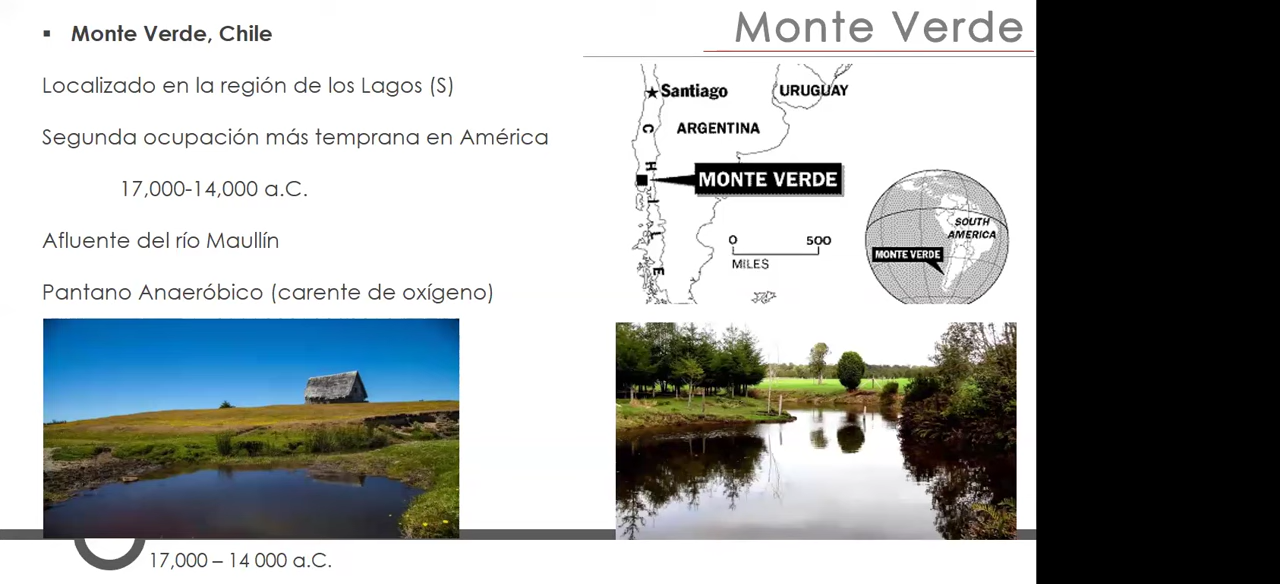 Monte Verde
▪ Monte Verde, Chile
Localizado en la región de los Lagos (S)
Segunda ocupación más temprana en América
17,000-14,000 a.C.
Afluente del río Maullín
Pantano Anaeróbico (carente de oxígeno)
Santiago
URUGUAY
ARGENTINA
CHILE
MONTE VERDE
0 500
MILES
SOUTH
AMERICA
MONTE VERDE
17,000 – 14 000 a.C.